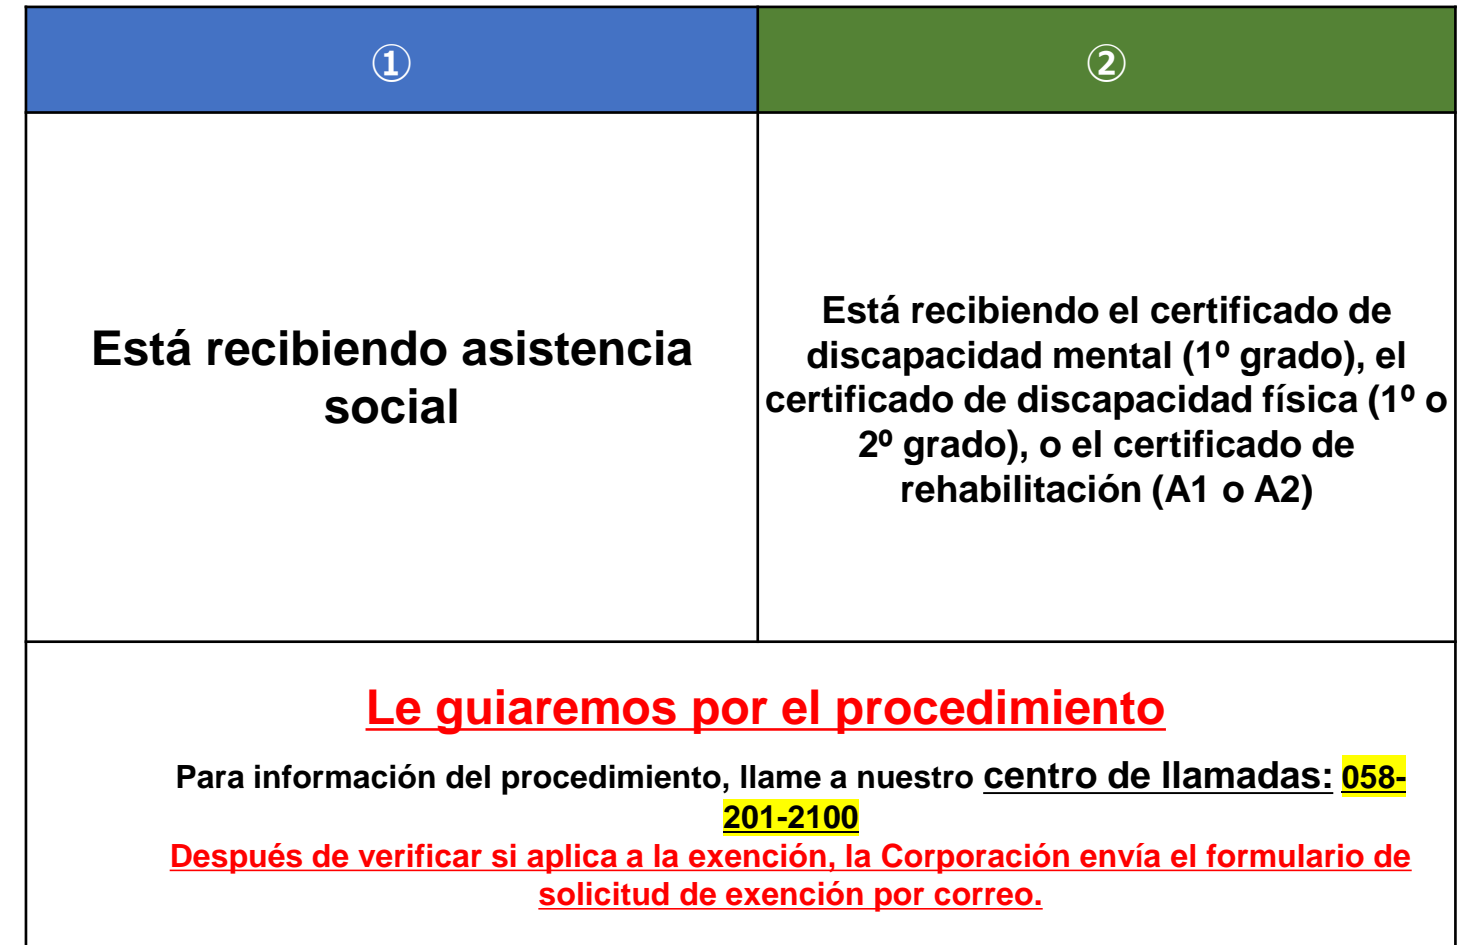 ①
②
Está recibiendo asistencia
social
Está recibiendo el certificado de
discapacidad mental (1º grado), el
certificado de discapacidad física (1º o
2º grado), o el certificado de
rehabilitación (A1 o A2)
Le guiaremos por el procedimiento
Para información del procedimiento, llame a nuestro centro de llamadas: 058-
201-2100
Después de verificar si aplica a la exención, la Corporación envía el formulario de
solicitud de exención por correo.